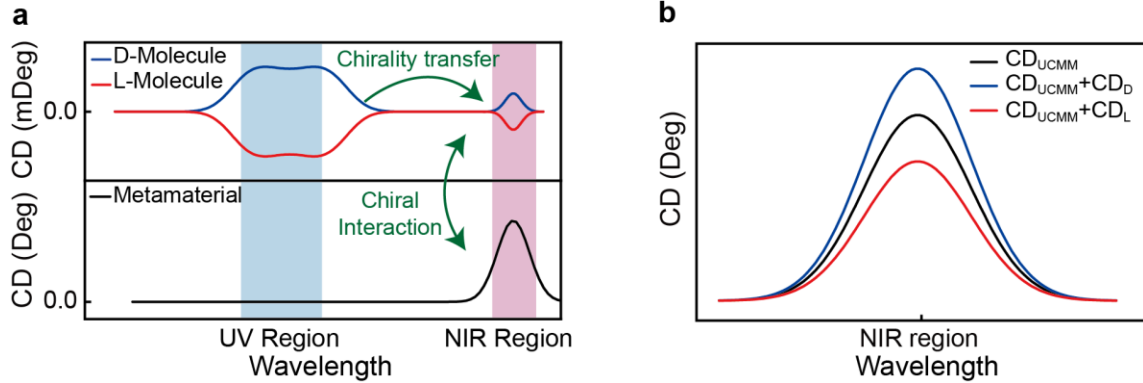 a
CD (mDeg)
D-Molecule
L-Molecule
Chirality transfer
0.0
CD (Deg)
Metamaterial
Chiral
Interaction
0.0
UV Region
NIR Region
Wavelength
b
CD (Deg)
CD_UCMM
CD_UCMM+CD_D
CD_UCMM+CD_L
NIR region
Wavelength